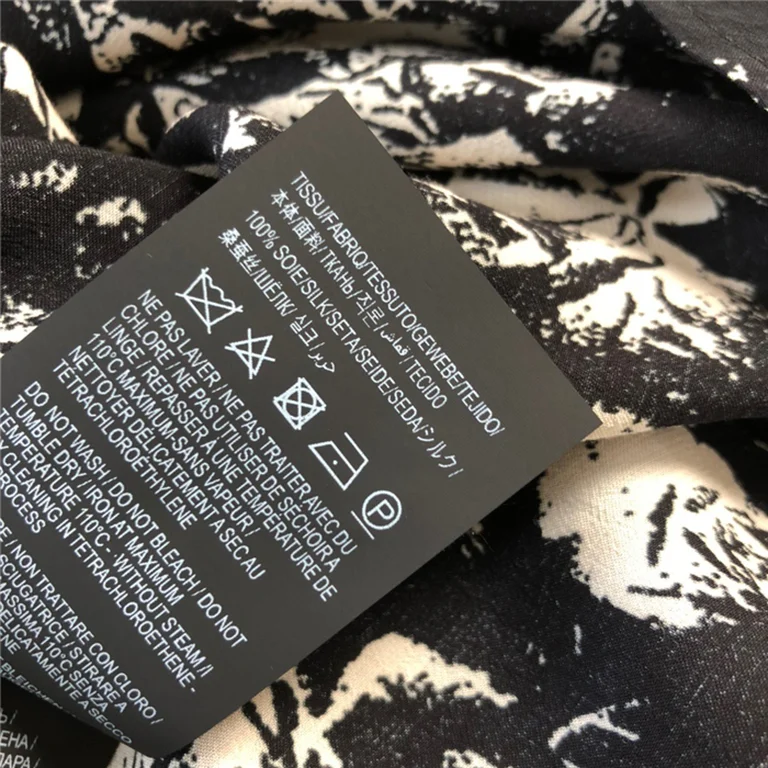 TISSU/FABRIQ/TESSUTO/GEWEBE/TEJIDO/
本体/面料/TKAHb/직물/قماش/TECIDO
100% SOIE/SILK/SETA/SEIDE/SEDA/シルク/
桑蚕丝/ШЕЛК/실크/حرير
P
NE PAS LAVER / NE PAS TRAITER AVEC DU
CHLORE / NE PAS UTILISER DE SECHOIR A
LINGE / REPASSER À UNE TEMPERATURE DE
110°C MAXIMUM-SANS VAPEUR /
NETTOYER DÉLICATEMENT A SEC AU
TETRACHLOROETHYLENE
DO NOT WASH / DO NOT BLEACH / DO NOT
TUMBLE DRY / IRON AT MAXIMUM
TEMPERATURE 110°C - WITHOUT STEAM /
CLEANING IN TETRACHLOROETHENE -
PROCESS
NON TRATTARE CON CLORO/
SCIUGATRICE / STIRARE A
MASSIMA 110°C SENZA
DELICATAMENTE A SECCO